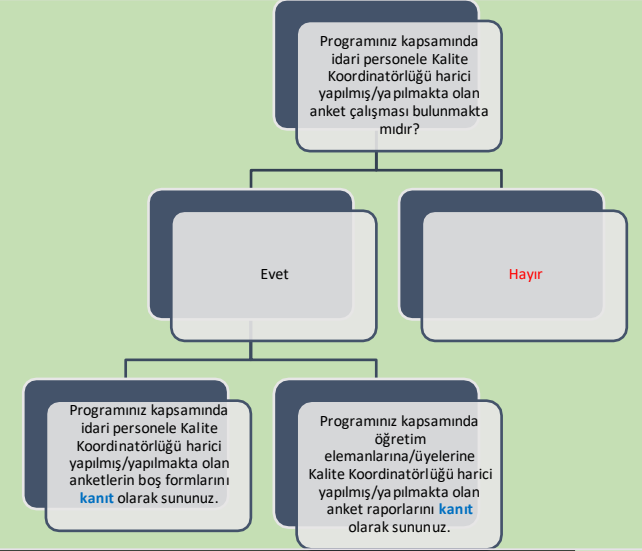 Programınız kapsamında
idari personele Kalite
Koordinatörlüğü harici
yapılmış/yapılmakta olan
anket çalışması bulunmakta
mıdır?
Evet
Hayır
Programınız kapsamında
idari personele Kalite
Koordinatörlüğü harici
yapılmış/yapılmakta olan
anketlerin boş formlarını
kanıt olarak sununuz.
Programınız kapsamında
öğretim
elemanlarına/üyelerine
Kalite Koordinatörlüğü harici
yapılmış/yapılmakta olan
anket raporlarını kanıt
olarak sununuz.